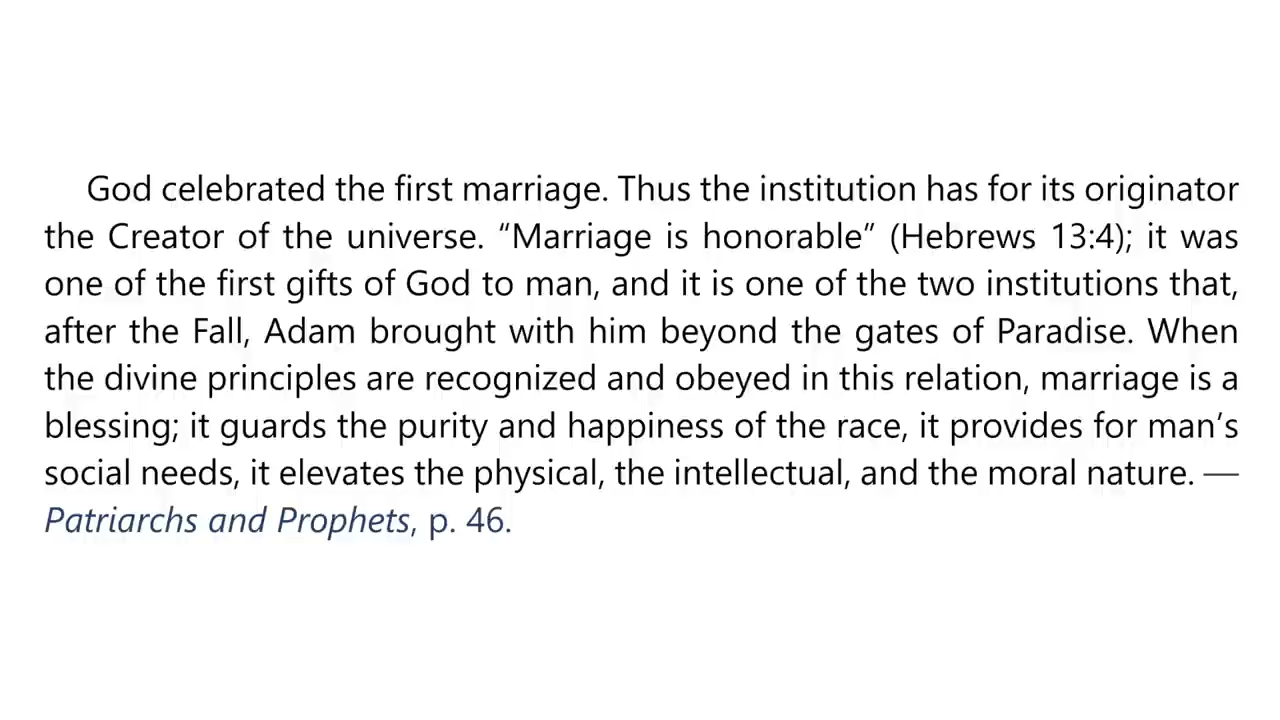 God celebrated the first marriage. Thus the institution has for its originator
the Creator of the universe. “Marriage is honorable” (Hebrews 13:4); it was
one of the first gifts of God to man, and it is one of the two institutions that,
after the Fall, Adam brought with him beyond the gates of Paradise. When
the divine principles are recognized and obeyed in this relation, marriage is a
blessing; it guards the purity and happiness of the race, it provides for man’s
social needs, it elevates the physical, the intellectual, and the moral nature. —
Patriarchs and Prophets, p. 46.